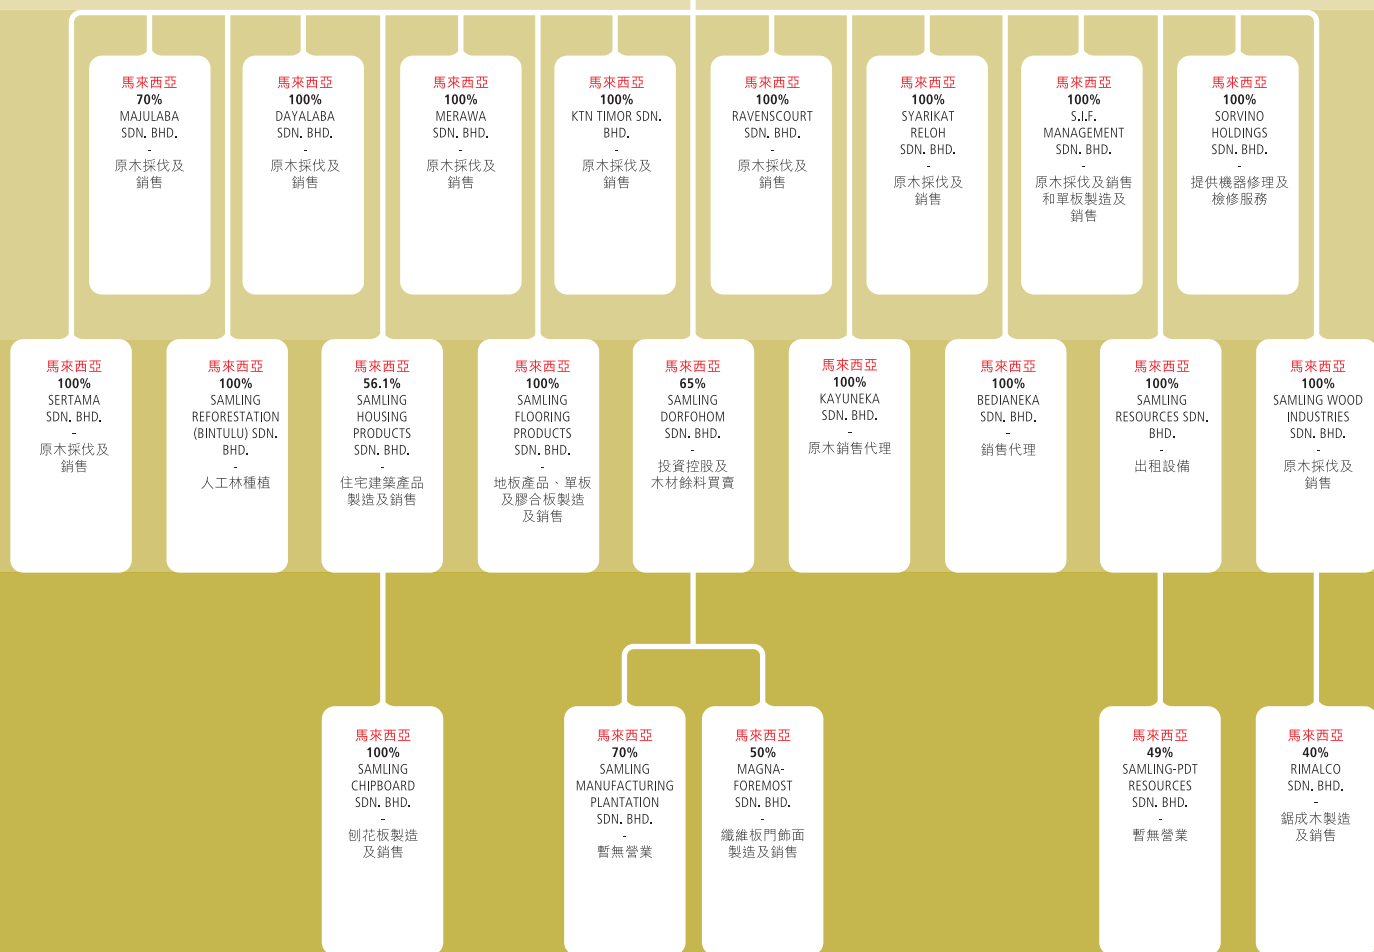 馬來西亞
70%
MAJULABA
SDN. BHD.
-
原木採伐及
銷售
馬來西亞
100%
DAYALABA
SDN. BHD.
-
原木採伐及
銷售
馬來西亞
100%
MERAWA
SDN. BHD.
-
原木採伐及
銷售
馬來西亞
100%
KTN TIMOR SDN.
BHD.
-
原木採伐及
銷售
馬來西亞
100%
RAVENSCOURT
SDN. BHD.
-
原木採伐及
銷售
馬來西亞
100%
SYARIKAT
RELOH
SDN. BHD.
-
原木採伐及
銷售
馬來西亞
100%
S.I.F.
MANAGEMENT
SDN. BHD.
-
原木採伐及銷售
和單板製造及
銷售
馬來西亞
100%
SORVINO
HOLDINGS
SDN. BHD.
-
提供機器修理及
檢修服務
馬來西亞
100%
SERTAMA
SDN. BHD.
-
原木採伐及
銷售
馬來西亞
100%
SAMLING
REFORESTATION
(BINTULU) SDN.
BHD.
-
人工林種植
馬來西亞
56.1%
SAMLING
HOUSING
PRODUCTS
SDN. BHD.
-
住宅建築產品
製造及銷售
馬來西亞
100%
SAMLING
FLOORING
PRODUCTS
SDN. BHD.
-
地板產品、單板
及膠合板製造
及銷售
馬來西亞
65%
SAMLING
DORFOHOM
SDN. BHD.
-
投資控股及
木材餘料買賣
馬來西亞
100%
KAYUNEKA
SDN. BHD.
-
原木銷售代理
馬來西亞
100%
BEDIANEKA
SDN. BHD.
-
銷售代理
馬來西亞
100%
SAMLING
RESOURCES SDN.
BHD.
-
出租設備
馬來西亞
100%
SAMLING WOOD
INDUSTRIES
SDN. BHD.
-
原木採伐及
銷售
馬來西亞
100%
SAMLING
CHIPBOARD
SDN. BHD.
-
刨花板製造
及銷售
馬來西亞
70%
SAMLING
MANUFACTURING
PLANTATION
SDN. BHD.
-
暫無營業
馬來西亞
50%
MAGNA-
FOREMOST
SDN. BHD.
-
纖維板門飾面
製造及銷售
馬來西亞
49%
SAMLING-PDT
RESOURCES
SDN. BHD.
-
暫無營業
馬來西亞
40%
RIMALCO
SDN. BHD.
-
鋸成木製造
及銷售